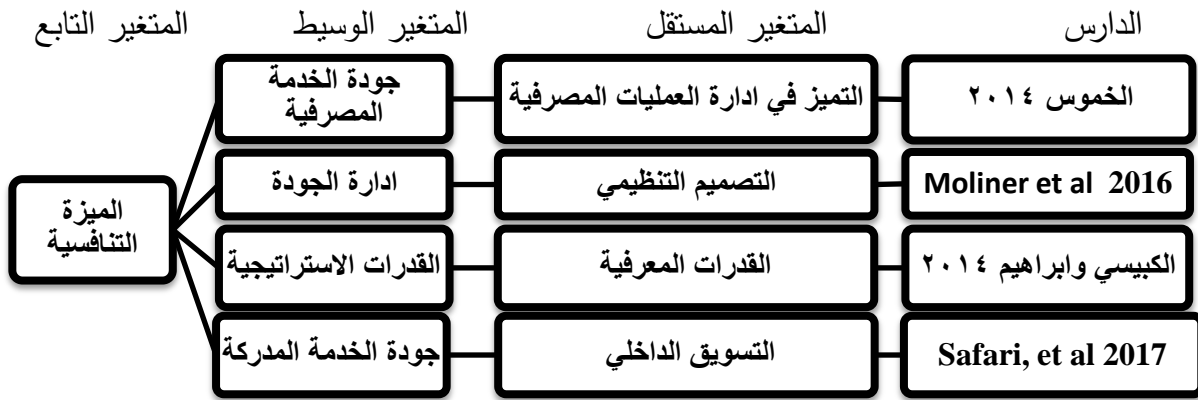 الدارس المتغير المستقل المتغير الوسيط المتغير التابع
الخموس ٢٠١٤
التميز في ادارة العمليات المصرفية
جودة الخدمة
المصرفية
Moliner et al 2016
التصميم التنظيمي
ادارة الجودة
الكبيسي وابراهيم ٢٠١٤
القدرات المعرفية
القدرات الاستراتيجية
Safari, et al 2017
التسويق الداخلي
جودة الخدمة المدركة
الميزة
التنافسية